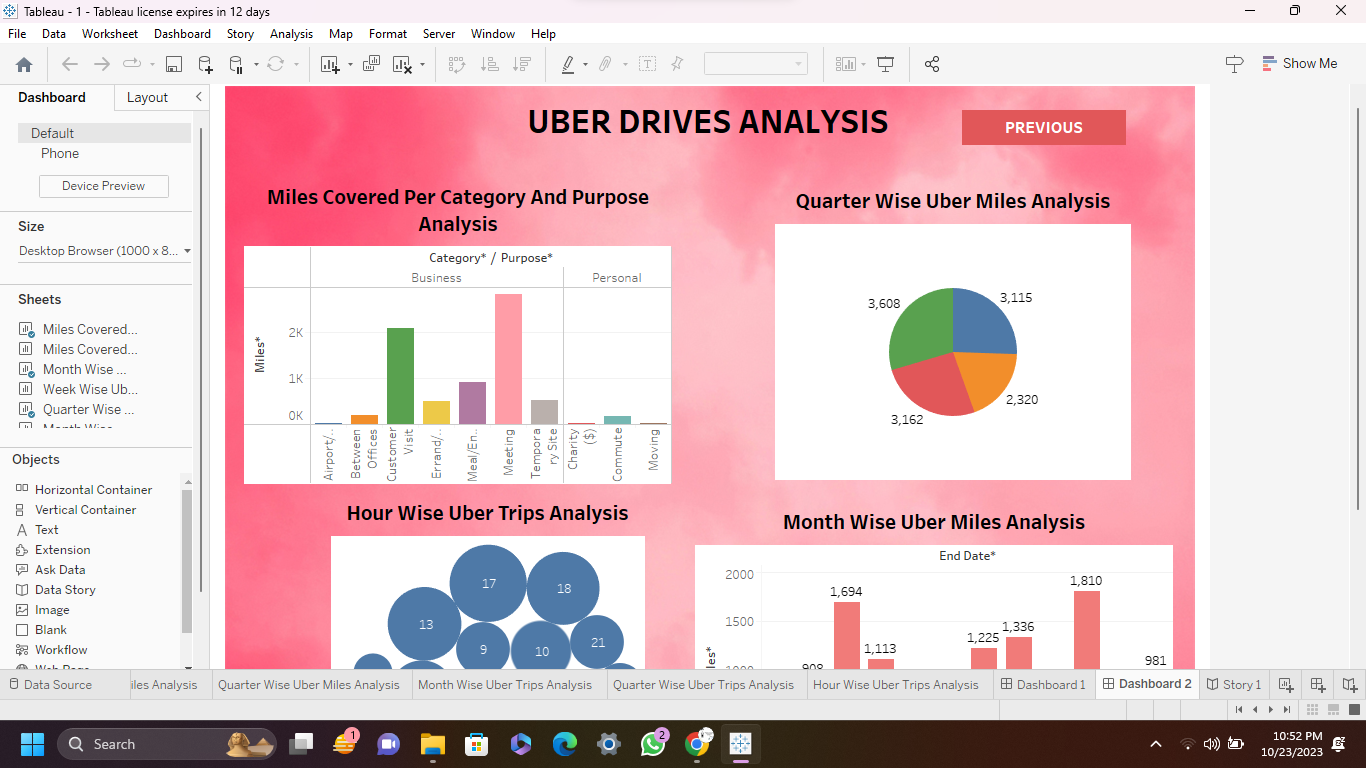 Tableau - 1 - Tableau license expires in 12 days
File Data Worksheet Dashboard Story Analysis Map Format Server Window Help
Show Me
Dashboard Layout
Default
Phone
Device Preview
Size
Desktop Browser (1000 x 8...
Sheets
Miles Covered...
Miles Covered...
Month Wise ...
Week Wise Ub...
Quarter Wise ...
Objects
Horizontal Container
Vertical Container
Text
Extension
Ask Data
Data Story
Image
Blank
Workflow
UBER DRIVES ANALYSIS
PREVIOUS
Miles Covered Per Category And Purpose
Analysis
Category* / Purpose*
Business Personal
Miles*
2K
1K
0K
Airport/..
Between
Offices
Customer
Visit
Errand/..
Meal/En..
Meeting
Tempora
ry Site
Charity
($)
Commute
Moving
Quarter Wise Uber Miles Analysis
3,608 3,115
2,320
3,162
Hour Wise Uber Trips Analysis
17 18
13
9 10 21
Month Wise Uber Miles Analysis
End Date*
2000
1500
1,694
1,113
1,225
1,336
1,810
981
Data Source iles Analysis Quarter Wise Uber Miles Analysis Month Wise Uber Trips Analysis Quarter Wise Uber Trips Analysis Hour Wise Uber Trips Analysis Dashboard 1 Dashboard 2 Story 1
Search
1
2
10:52 PM
10/23/2023